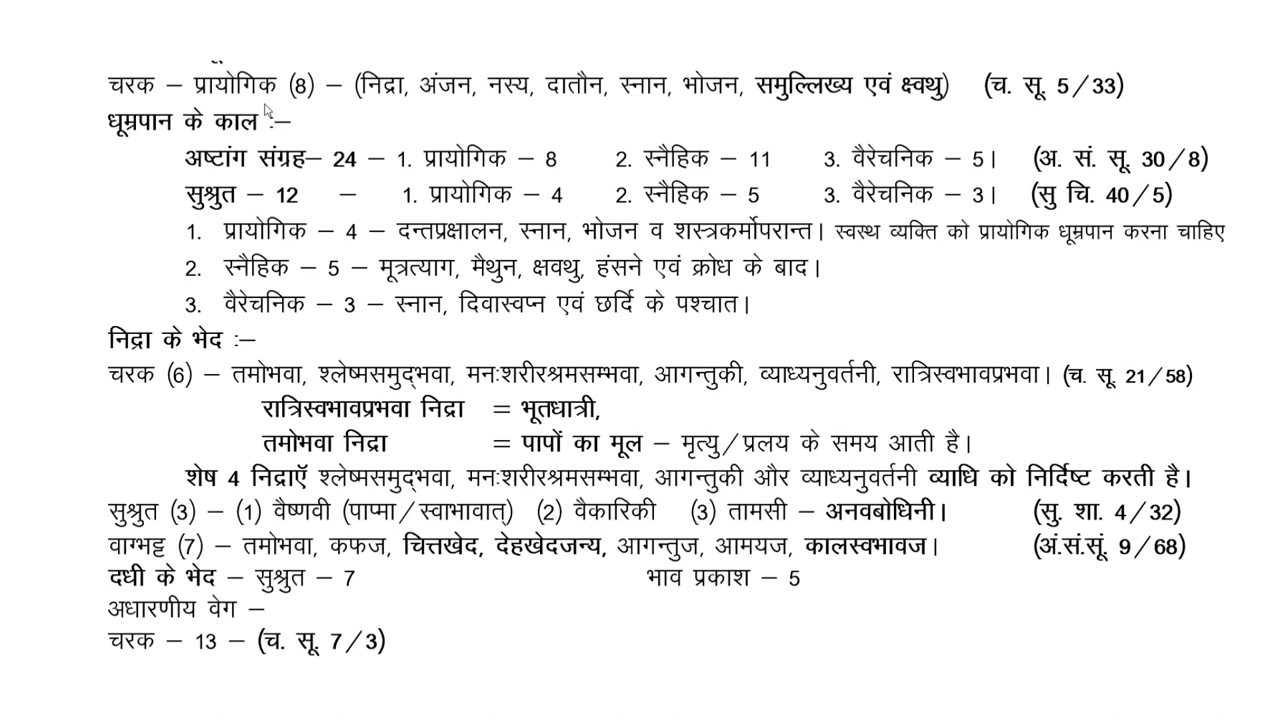 चरक – प्रायोगिक (8) – (निद्रा, अंजन, नस्य, दातौन, स्नान, भोजन, समुल्लिख्य एवं क्ष्वथु) (च. सू. 5/33)
धूम्रपान के काल :–
अष्टांग संग्रह– 24 – 1. प्रायोगिक – 8 2. स्नैहिक – 11 3. वैरेचनिक – 5। (अ. सं. सू. 30/8)
सुश्रुत – 12 – 1. प्रायोगिक – 4 2. स्नैहिक – 5 3. वैरेचनिक – 3। (सु चि. 40/5)
1. प्रायोगिक – 4 – दन्तप्रक्षालन, स्नान, भोजन व शस्त्रकर्मोपरान्त। स्वस्थ व्यक्ति को प्रायोगिक धूम्रपान करना चाहिए
2. स्नैहिक – 5 – मूत्रत्याग, मैथुन, क्षवथु, हंसने एवं क्रोध के बाद।
3. वैरेचनिक – 3 – स्नान, दिवास्वप्न एवं छर्दि के पश्चात।
निद्रा के भेद :–
चरक (6) – तमोभवा, श्लेष्मसमुद्‌भवा, मनःशरीरश्रमसम्भवा, आगन्तुकी, व्याध्यनुवर्तनी, रात्रिस्वभावप्रभवा। (च. सू. 21/58)
रात्रिस्वभावप्रभवा निद्रा = भूतधात्री,
तमोभवा निद्रा = पापों का मूल – मृत्यु/प्रलय के समय आती है।
शेष 4 निद्राऍ श्लेष्मसमुद्‌भवा, मनःशरीरश्रमसम्भवा, आगन्तुकी और व्याध्यनुवर्तनी व्याधि को निर्दिष्ट करती है।
सुश्रुत (3) – (1) वैष्णवी (पाप्मा/स्वाभावात्) (2) वैकारिकी (3) तामसी – अनवबोधिनी। (सु. शा. 4/32)
वाग्भट्ट (7) – तमोभवा, कफज, चित्तखेद, देहखेदजन्य, आगन्तुज, आमयज, कालस्वभावज। (अं.सं.सूं. 9/68)
दधी के भेद – सुश्रुत – 7 भाव प्रकाश – 5
अधारणीय वेग –
चरक – 13 – (च. सू. 7/3)